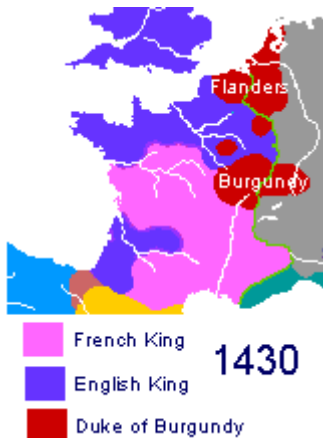 Flanders
Burgundy
French King
1430
English King
Duke of Burgundy